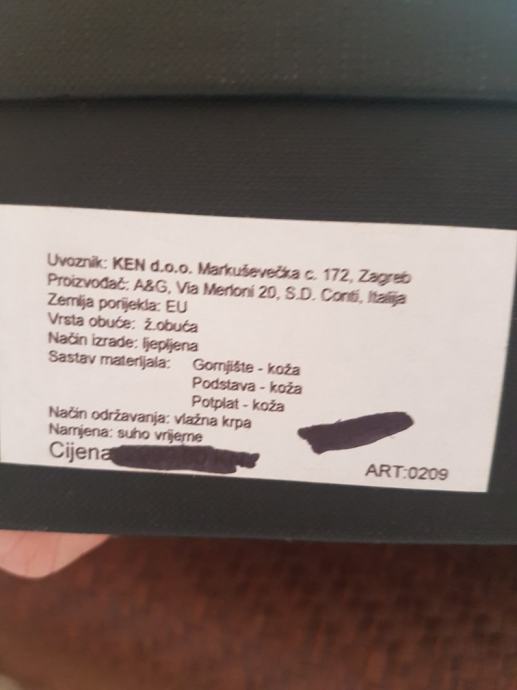 Uvoznik: KEN d.o.o. Markuševečka c. 172, Zagreb
Proizvođač: A&G, Via Merloni 20, S.D. Conti, Italija
Zemlja porijekla: EU
Vrsta obuće: ž.obuća
Način izrade: ljepljena
Sastav materijala: Gornjište - koža
Podstava - koža
Potplat - koža
Način održavanja: vlažna krpa
Namjena: suho vrijeme
Cijena
ART:0209